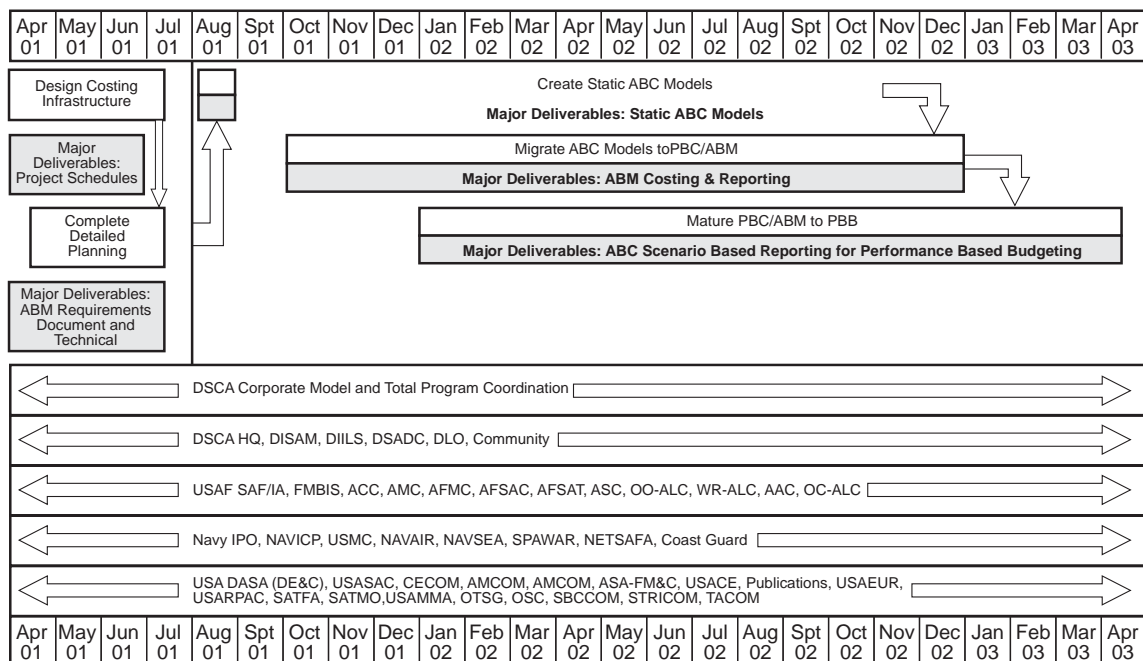 Apr May Jun Jul Aug Spt Oct Nov Dec Jan Feb Mar Apr May Jun Jul Aug Spt Oct Nov Dec Jan Feb Mar Apr
01 01 01 01 01 01 01 01 01 02 02 02 02 02 02 02 02 02 02 02 02 03 03 03 03
Design Costing
Infrastructure
Major
Deliverables:
Project Schedules
Complete
Detailed
Planning
Major Deliverables:
ABM Requirements
Document and
Technical
Create Static ABC Models
Major Deliverables: Static ABC Models
Migrate ABC Models toPBC/ABM
Major Deliverables: ABM Costing & Reporting
Mature PBC/ABM to PBB
Major Deliverables: ABC Scenario Based Reporting for Performance Based Budgeting
DSCA Corporate Model and Total Program Coordination
DSCA HQ, DISAM, DIILS, DSADC, DLO, Community
USAF SAF/IA, FMBIS, ACC, AMC, AFMC, AFSAC, AFSAT, ASC, OO-ALC, WR-ALC, AAC, OC-ALC
Navy IPO, NAVICP, USMC, NAVAIR, NAVSEA, SPAWAR, NETSAFA, Coast Guard
USA DASA (DE&C), USASAC, CECOM, AMCOM, AMCOM, ASA-FM&C, USACE, Publications, USAEUR,
USARPAC, SATFA, SATMO,USAMMA, OTSG, OSC, SBCCOM, STRICOM, TACOM
Apr May Jun Jul Aug Spt Oct Nov Dec Jan Feb Mar Apr May Jun Jul Aug Spt Oct Nov Dec Jan Feb Mar Apr
01 01 01 01 01 01 01 01 01 02 02 02 02 02 02 02 02 02 02 02 02 03 03 03 03